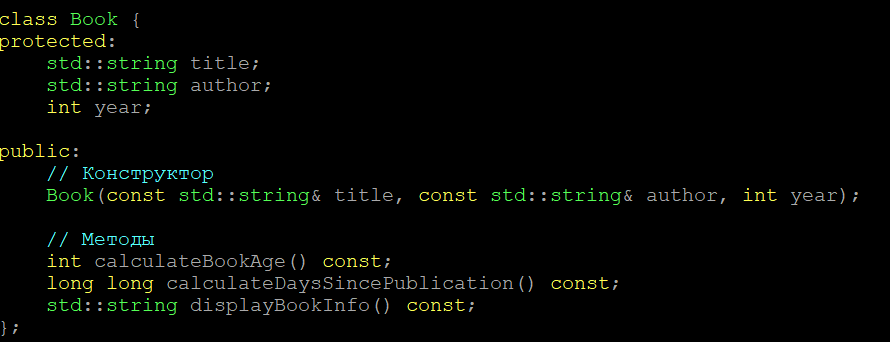 class Book {
protected:
    std::string title;
    std::string author;
    int year;

public:
    // Конструктор
    Book(const std::string& title, const std::string& author, int year);

    // Методы
    int calculateBookAge() const;
    long long calculateDaysSincePublication() const;
    std::string displayBookInfo() const;
};